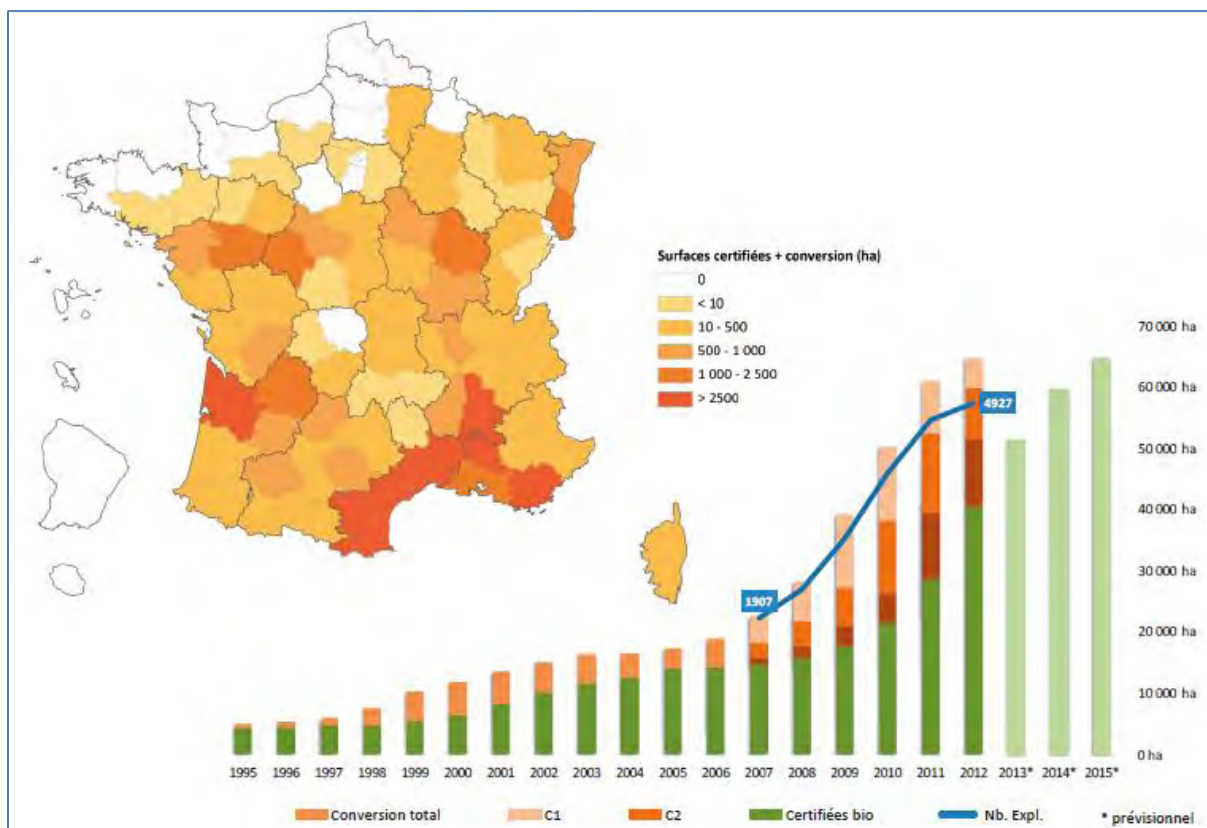 Surfaces certifiées + conversion (ha)
0
< 10
10 - 500
500 - 1 000
1 000 - 2 500
> 2500
70 000 ha
60 000 ha
50 000 ha
40 000 ha
30 000 ha
20 000 ha
10 000 ha
0 ha
4927
1907
1995 1996 1997 1998 1999 2000 2001 2002 2003 2004 2005 2006 2007 2008 2009 2010 2011 2012 2013* 2014* 2015*
Conversion total C1 C2 Certifiées bio Nb. Expl. * prévisionnel